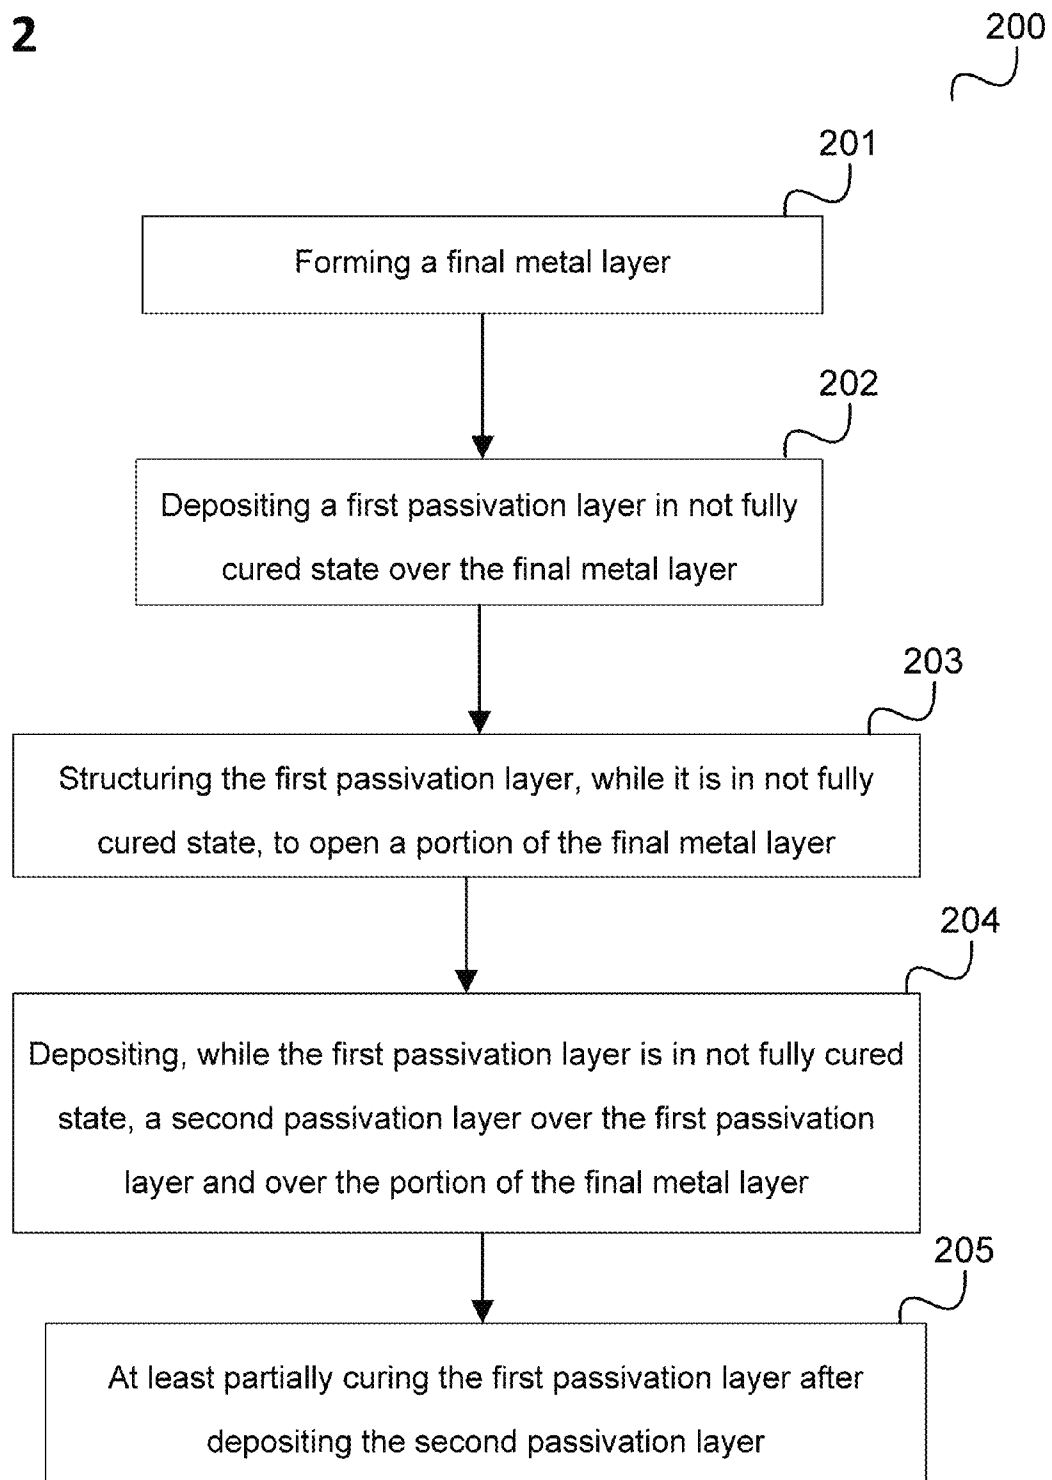 2
200
201
Forming a final metal layer
202
Depositing a first passivation layer in not fully
cured state over the final metal layer
203
Structuring the first passivation layer, while it is in not fully
cured state, to open a portion of the final metal layer
204
Depositing, while the first passivation layer is in not fully cured
state, a second passivation layer over the first passivation
layer and over the portion of the final metal layer
205
At least partially curing the first passivation layer after
depositing the second passivation layer